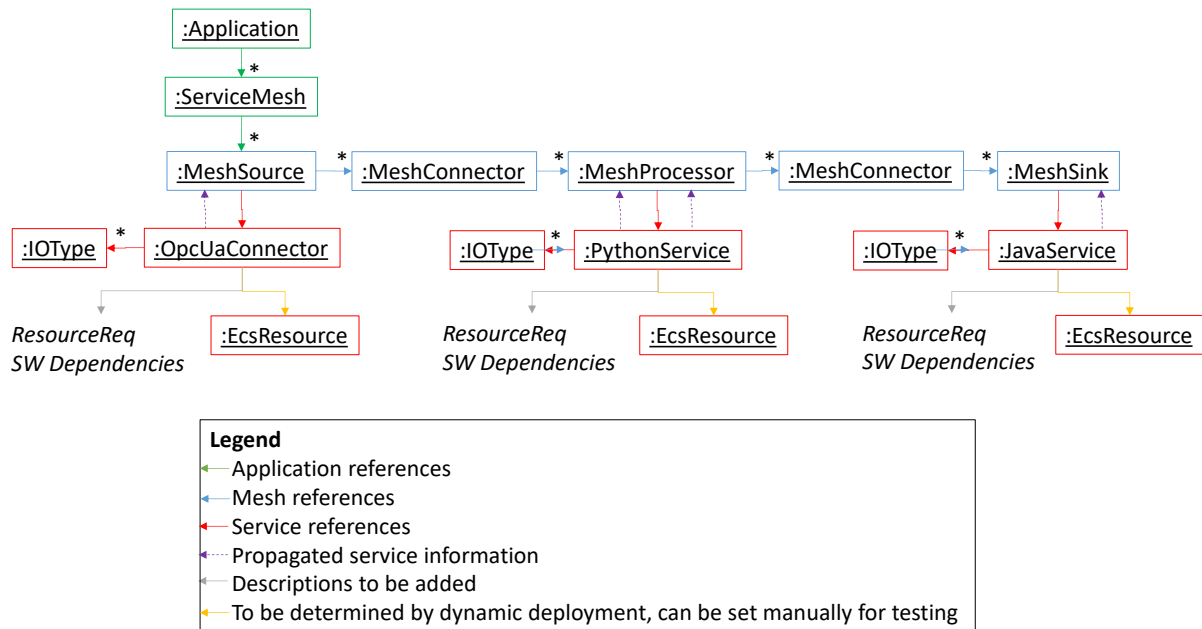 :Application
*
:ServiceMesh
*
:MeshSource
*
:MeshConnector
*
:MeshProcessor
*
:MeshConnector
*
:MeshSink
:IOType
*
:OpcUaConnector
:IOType
*
:PythonService
:IOType
*
:JavaService
ResourceReq
SW Dependencies
:EcsResource
ResourceReq
SW Dependencies
:EcsResource
ResourceReq
SW Dependencies
:EcsResource
Legend
Application references
Mesh references
Service references
Propagated service information
Descriptions to be added
To be determined by dynamic deployment, can be set manually for testing